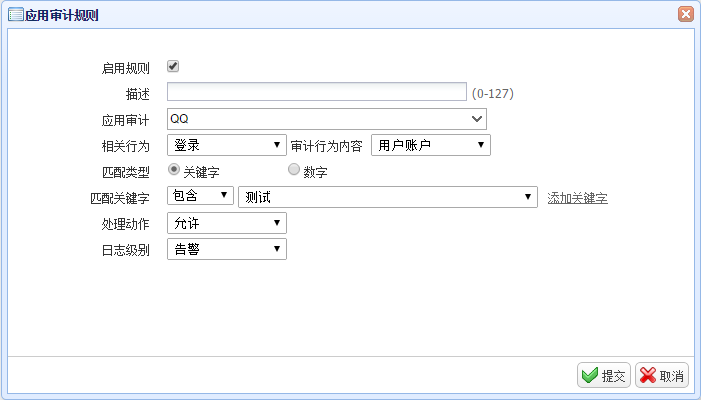 应用审计规则
启用规则
描述 (0-127)
应用审计 QQ
相关行为 登录 审计行为内容 用户账户
匹配类型 关键字 数字
匹配关键字 包含 测试 添加关键字
处理动作 允许
日志级别 告警
提交 取消